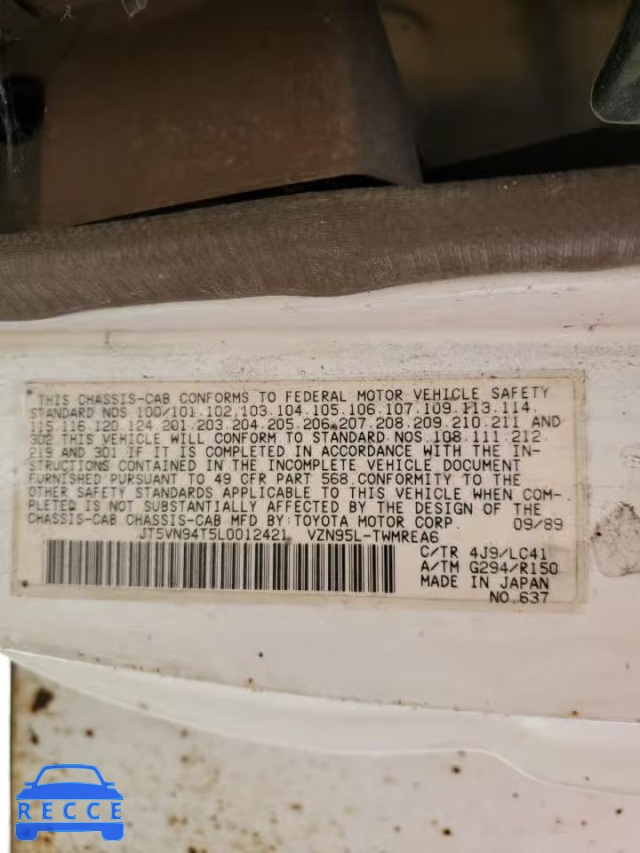 THIS CHASSIS-CAB CONFORMS TO FEDERAL MOTOR VEHICLE SAFETY
STANDARD NOS 100/101.102.103.104.105.106.107.109.113.114.
115.116.120.124.201.203.204.205.206.207.208.209.210.211 AND
302.THIS VEHICLE WILL CONFORM TO STANDARD NOS.108.111.212.
219 AND 301 IF IT IS COMPLETED IN ACCORDANCE WITH THE IN-
STRUCTIONS CONTAINED IN THE INCOMPLETE VEHICLE DOCUMENT
FURNISHED PURSUANT TO 49 CFR PART 568.CONFORMITY TO THE
OTHER SAFETY STANDARDS APPLICABLE TO THIS VEHICLE WHEN COM-
PLETED IS NOT SUBSTANTIALLY AFFECTED BY THE DESIGN OF THE
CHASSIS-CAB.CHASSIS-CAB MFD BY:TOYOTA MOTOR CORP. 09/89
JT5VN94T5L0012421 VZN95L-TWMREA6
C/TR 4J9/LC41
A/TM G294/R150
MADE IN JAPAN
NO.637
RECCE